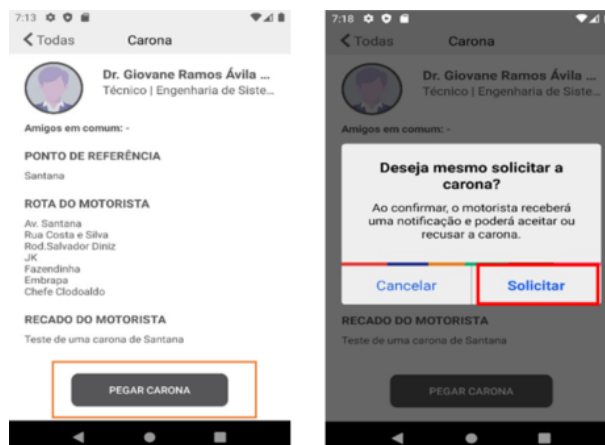 7:13
Todas
Carona
Dr. Giovane Ramos Ávila ...
Técnico | Engenharia de Siste...
Amigos em comum: -
PONTO DE REFERÊNCIA
Santana
ROTA DO MOTORISTA
Av. Santana
Rua Costa e Silva
Rod.Salvador Diniz
JK
Fazendinha
Embrapa
Chefe Clodoaldo
RECADO DO MOTORISTA
Teste de uma carona de Santana
PEGAR CARONA
7:18
Todas
Carona
Dr. Giovane Ramos Ávila ...
Técnico | Engenharia de Siste...
Amigos em comum: -
Deseja mesmo solicitar a
carona?
Ao confirmar, o motorista receberá
uma notificação e poderá aceitar ou
recusar a carona.
Cancelar
Solicitar
RECADO DO MOTORISTA
Teste de uma carona de Santana
PEGAR CARONA